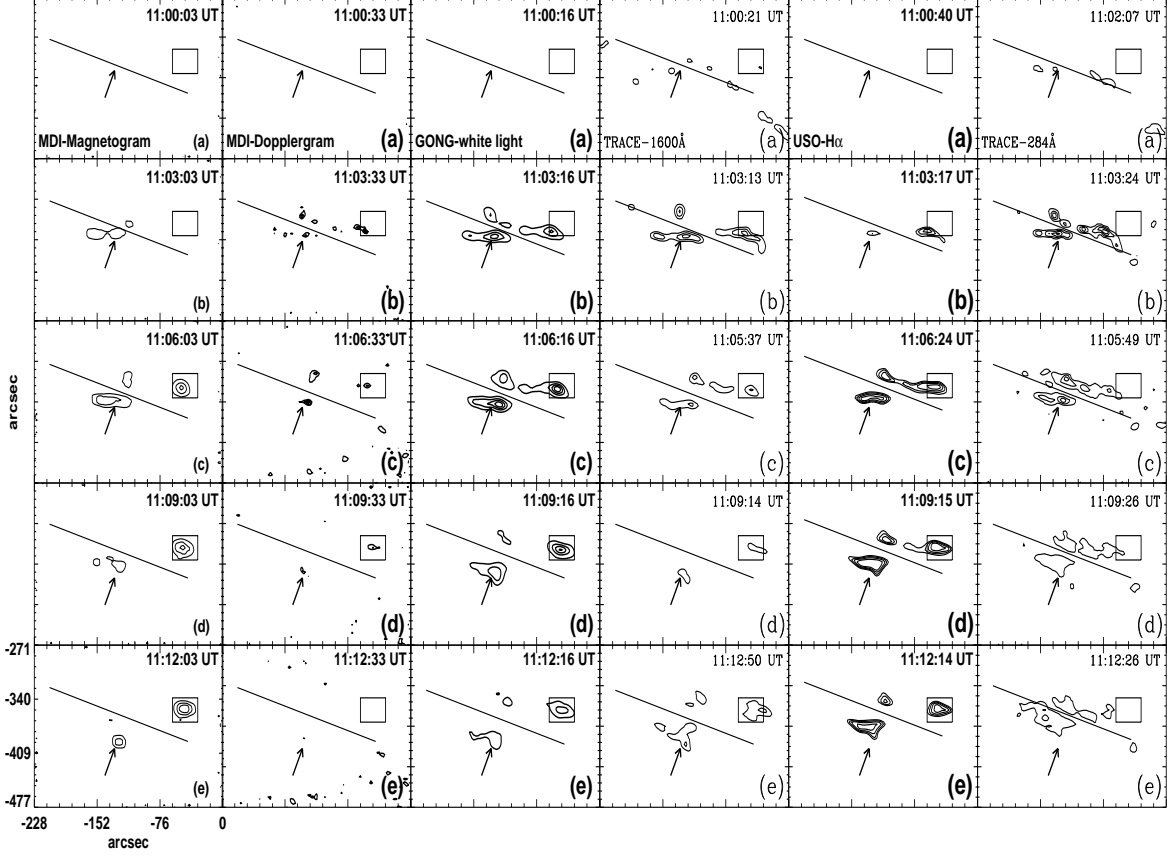 11:00:03 UT 11:00:33 UT 11:00:16 UT 11:00:21 UT 11:00:40 UT 11:02:07 UT
MDI-Magnetogram (a) MDI-Dopplergram (a) GONG-white light (a) TRACE-1600Å (a) USO-Hα (a) TRACE-284Å (a)
11:03:03 UT 11:03:33 UT 11:03:16 UT 11:03:13 UT 11:03:17 UT 11:03:24 UT
(b) (b) (b) (b) (b) (b)
11:06:03 UT 11:06:33 UT 11:06:16 UT 11:05:37 UT 11:06:24 UT 11:05:49 UT
arcsec
(c) (c) (c) (c) (c) (c)
11:09:03 UT 11:09:33 UT 11:09:16 UT 11:09:14 UT 11:09:15 UT 11:09:26 UT
(d) (d) (d) (d) (d) (d)
-271
11:12:03 UT 11:12:33 UT 11:12:16 UT 11:12:50 UT 11:12:14 UT 11:12:26 UT
-340
-409
(e) (e) (e) (e) (e) (e)
-477
-228 -152 -76 0
arcsec